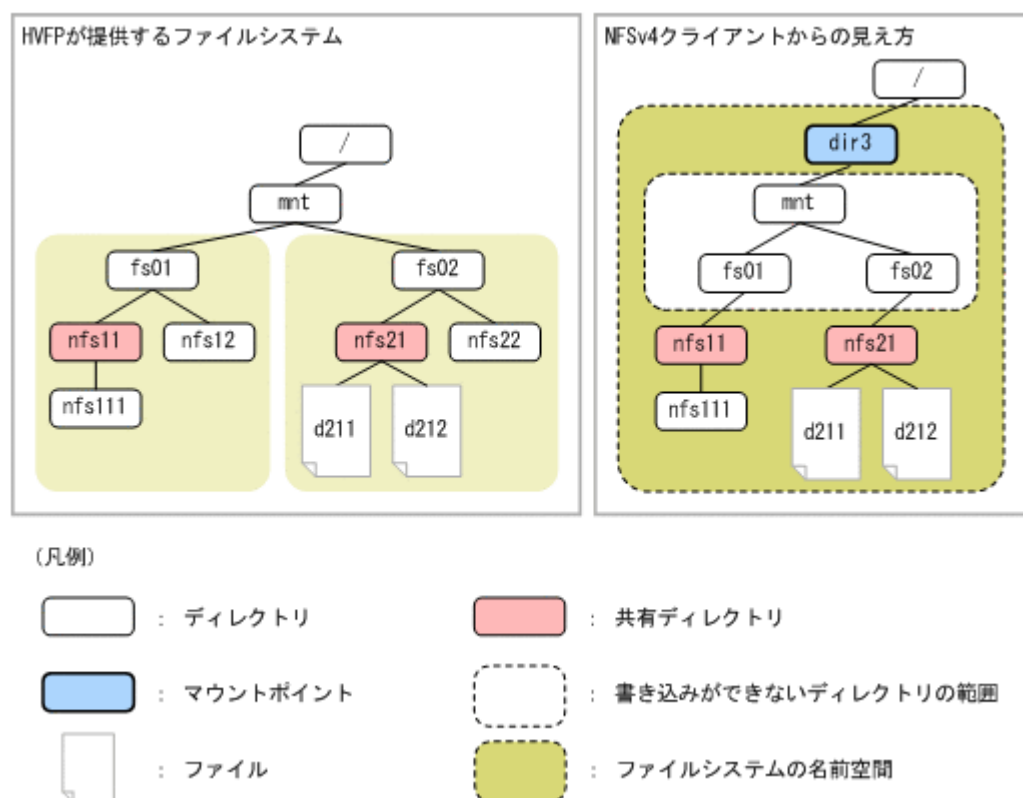 HVFPが提供するファイルシステム
/
mnt
fs01
fs02
nfs11
nfs12
nfs21
nfs22
nfs111
d211
d212
NFSv4クライアントからの見え方
/
dir3
mnt
fs01
fs02
nfs11
nfs21
nfs111
d211
d212
(凡例)
: ディレクトリ
: 共有ディレクトリ
: マウントポイント
: 書き込みができないディレクトリの範囲
: ファイル
: ファイルシステムの名前空間